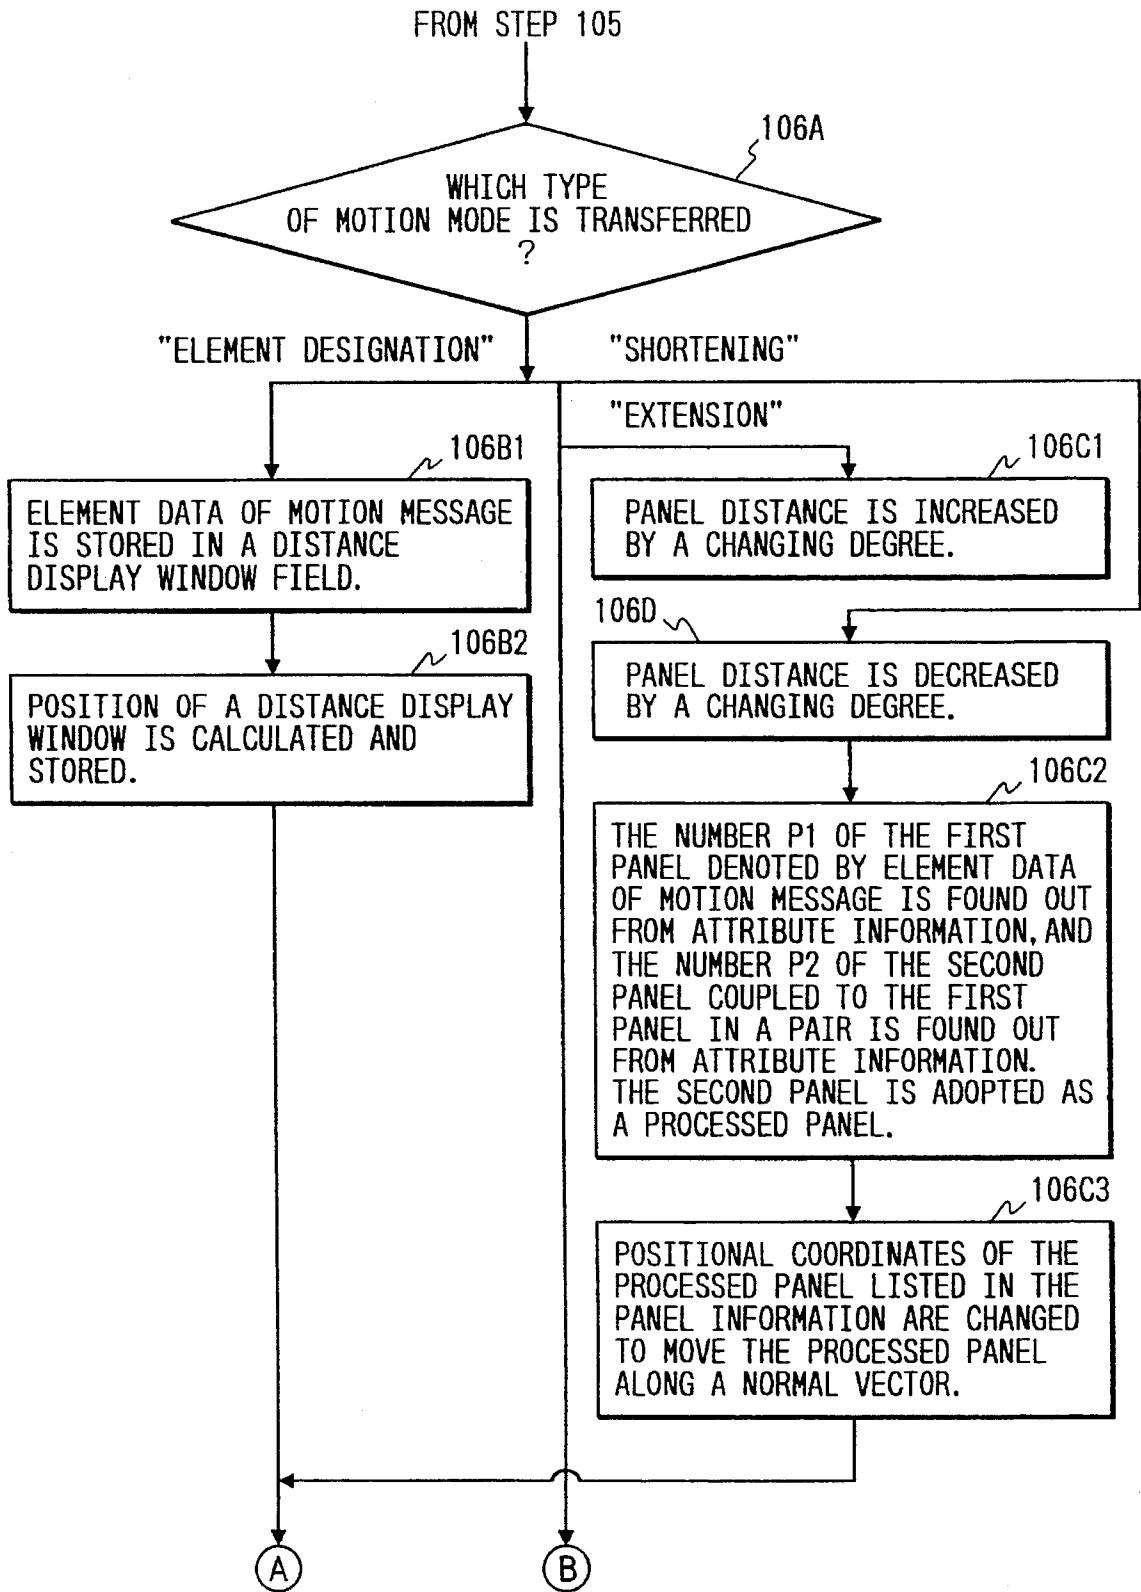 FROM STEP 105
106A
WHICH TYPE
OF MOTION MODE IS TRANSFERRED
?
"ELEMENT DESIGNATION"
"SHORTENING"
"EXTENSION"
106B1
ELEMENT DATA OF MOTION MESSAGE
IS STORED IN A DISTANCE
DISPLAY WINDOW FIELD.
106C1
PANEL DISTANCE IS INCREASED
BY A CHANGING DEGREE.
106B2
POSITION OF A DISTANCE DISPLAY
WINDOW IS CALCULATED AND
STORED.
106D
PANEL DISTANCE IS DECREASED
BY A CHANGING DEGREE.
106C2
THE NUMBER P1 OF THE FIRST
PANEL DENOTED BY ELEMENT DATA
OF MOTION MESSAGE IS FOUND OUT
FROM ATTRIBUTE INFORMATION, AND
THE NUMBER P2 OF THE SECOND
PANEL COUPLED TO THE FIRST
PANEL IN A PAIR IS FOUND OUT
FROM ATTRIBUTE INFORMATION.
THE SECOND PANEL IS ADOPTED AS
A PROCESSED PANEL.
106C3
POSITIONAL COORDINATES OF THE
PROCESSED PANEL LISTED IN THE
PANEL INFORMATION ARE CHANGED
TO MOVE THE PROCESSED PANEL
ALONG A NORMAL VECTOR.
A
B